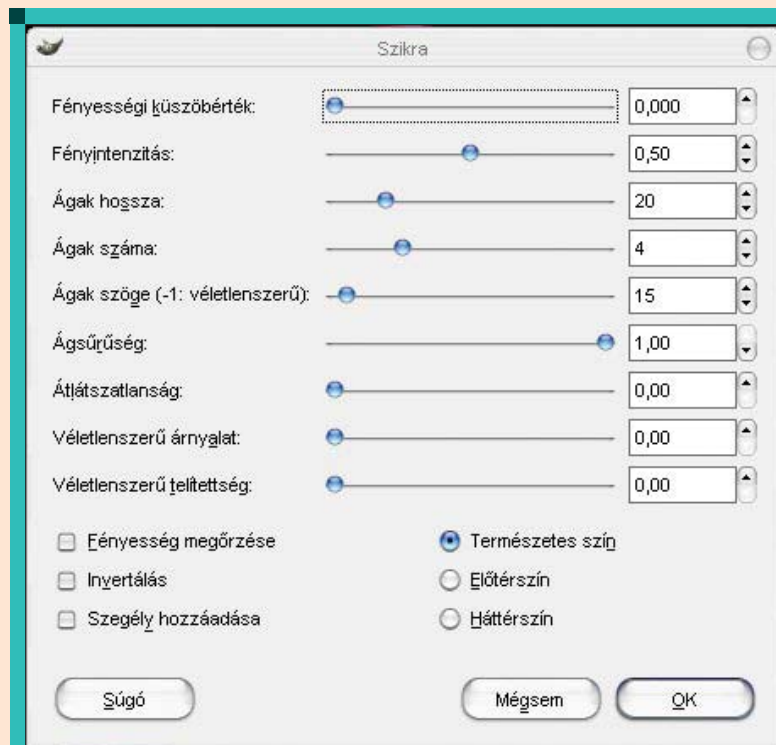 Szikra
Fényességi küszöbérték: 0,000
Fényintenzitás: 0,50
Ágak hossza: 20
Ágak száma: 4
Ágak szöge (-1: véletlenszerű): 15
Ágsűrűség: 1,00
Átlátszatlanság: 0,00
Véletlenszerű árnyalat: 0,00
Véletlenszerű telítettség: 0,00
Fényesség megőrzése Természetes szín
Invertálás Előtérszín
Szegély hozzáadása Háttérszín
Súgó Mégsem OK